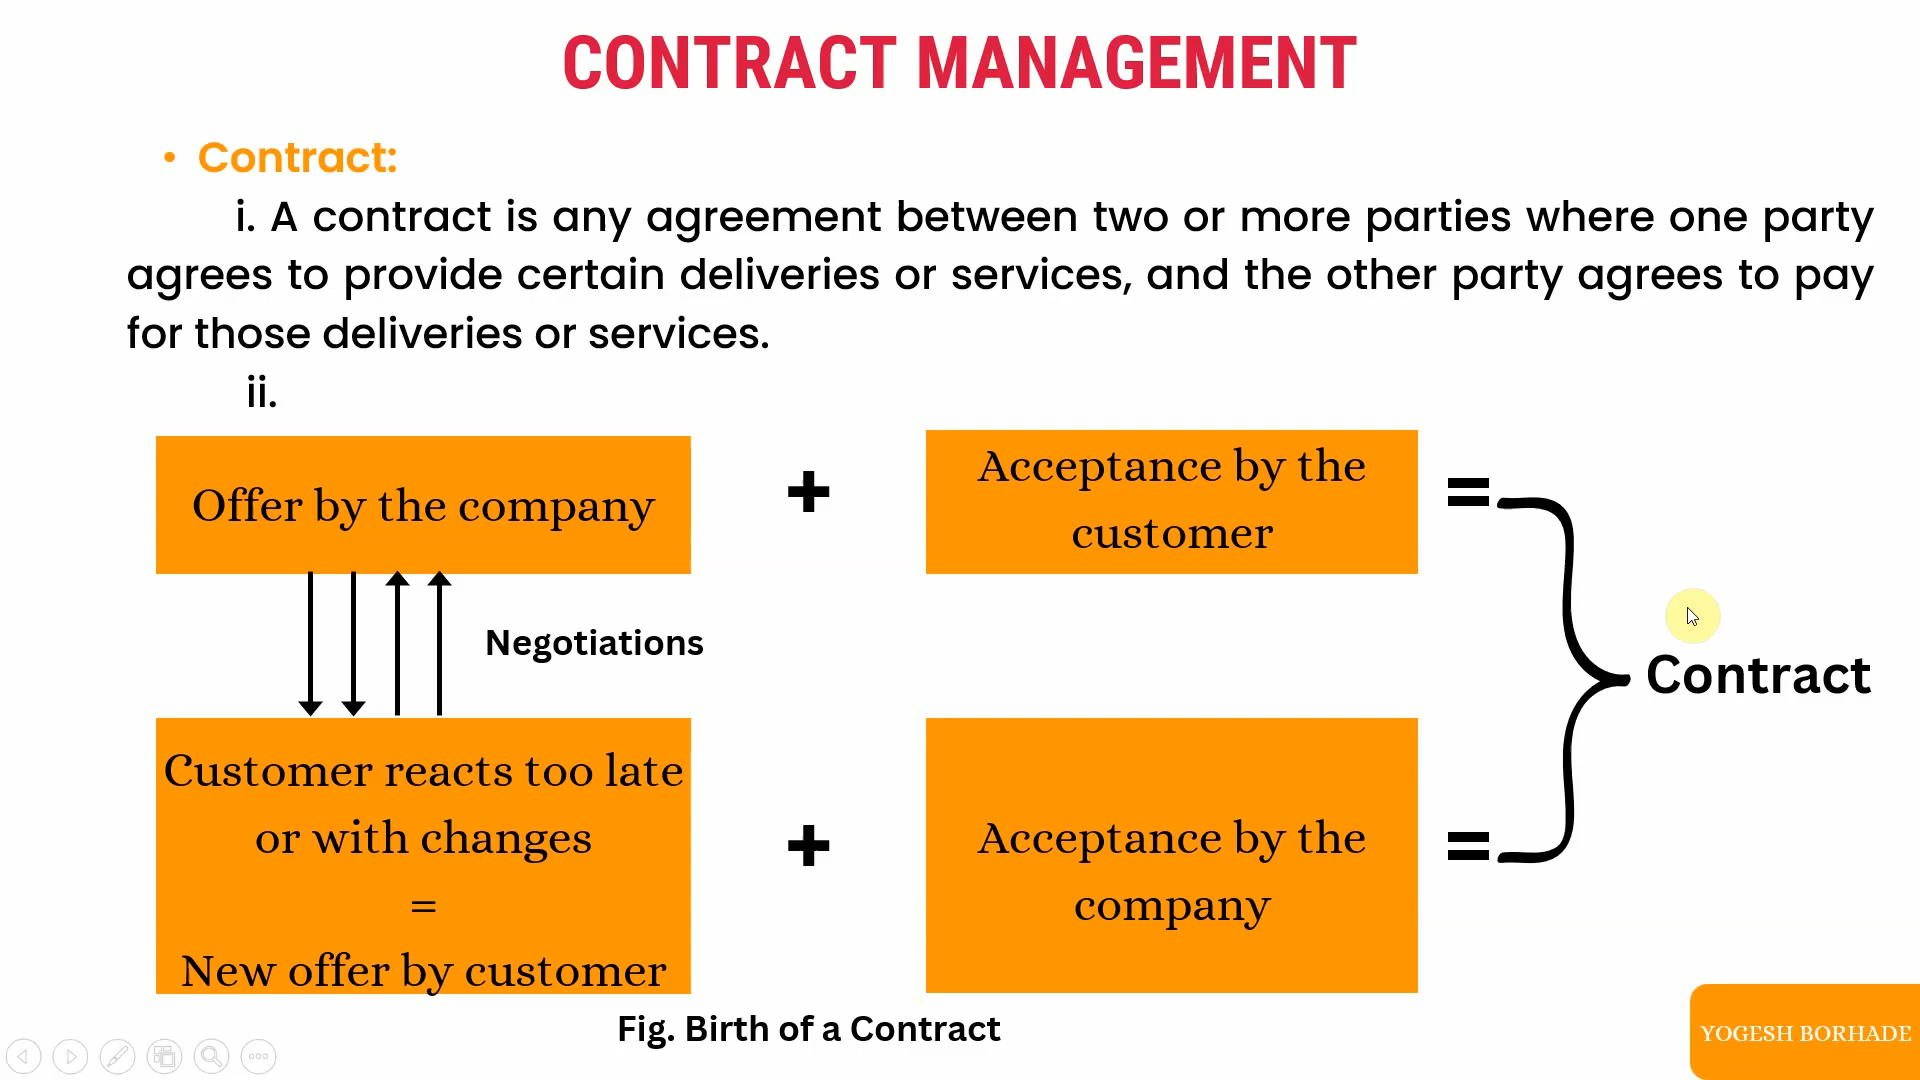 CONTRACT MANAGEMENT
• Contract:
i. A contract is any agreement between two or more parties where one party
agrees to provide certain deliveries or services, and the other party agrees to pay
for those deliveries or services.
ii.
Offer by the company
+
Acceptance by the
customer
=
Negotiations
Contract
Customer reacts too late
or with changes
=
New offer by customer
+
Acceptance by the
company
=
Fig. Birth of a Contract
YOGESH BORHADE